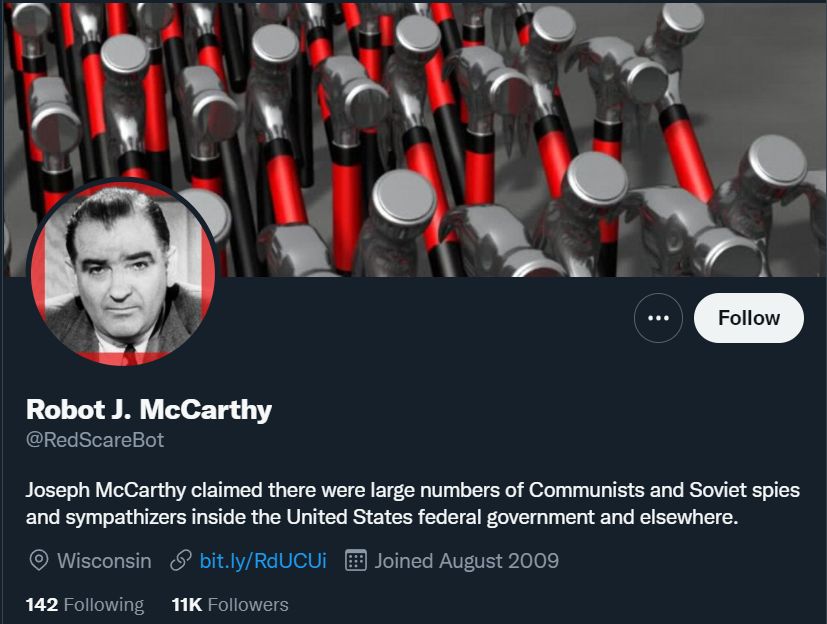 Follow
Robot J. McCarthy
@RedScareBot
Joseph McCarthy claimed there were large numbers of Communists and Soviet spies
and sympathizers inside the United States federal government and elsewhere.
Wisconsin bit.ly/RdUCUi Joined August 2009
142 Following 11K Followers